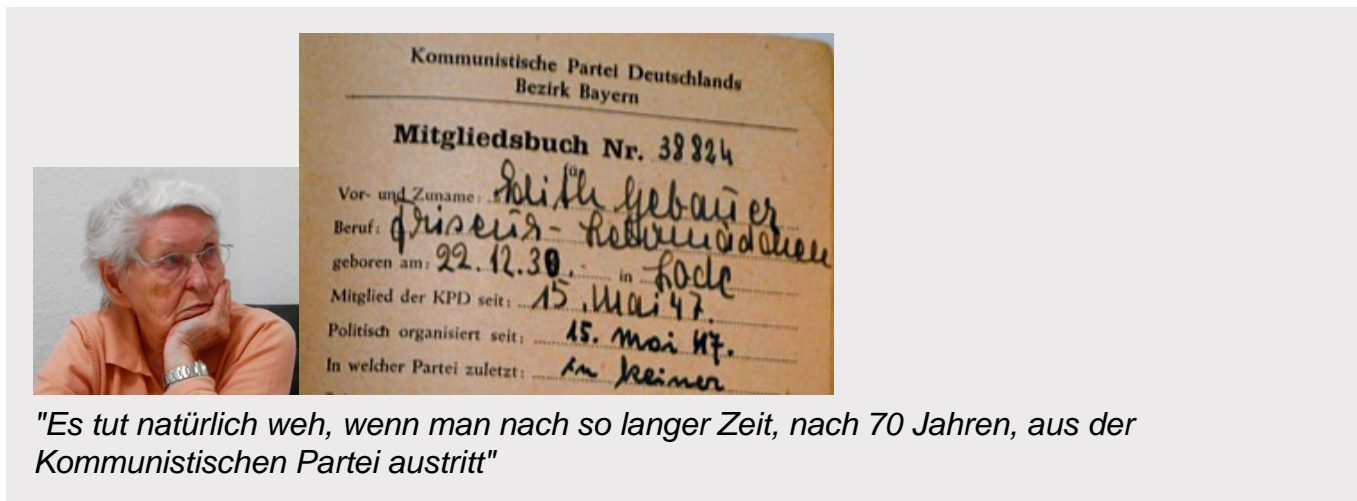 Kommunistische Partei Deutschlands
Bezirk Bayern
Mitgliedsbuch Nr. 38824
für
Vor- und Zuname: Edith Gebauer
Beruf: Friseur-Lehrmädchen
geboren am: 22.12.30. in
Mitglied der KPD seit: 15. Mai 47.
Politisch organisiert seit: 15. Mai 47.
In welcher Partei zuletzt: in keiner
"Es tut natürlich weh, wenn man nach so langer Zeit, nach 70 Jahren, aus der
Kommunistischen Partei austritt"